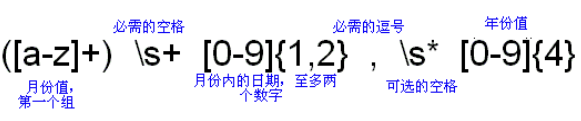 必需的空格
必需的逗号
年份值
([a-z]+) \s+ [0-9]{1,2} , \s* [0-9]{4}
月份值，
第一个组
月份内的日期，至多两
个数字
可选的空格